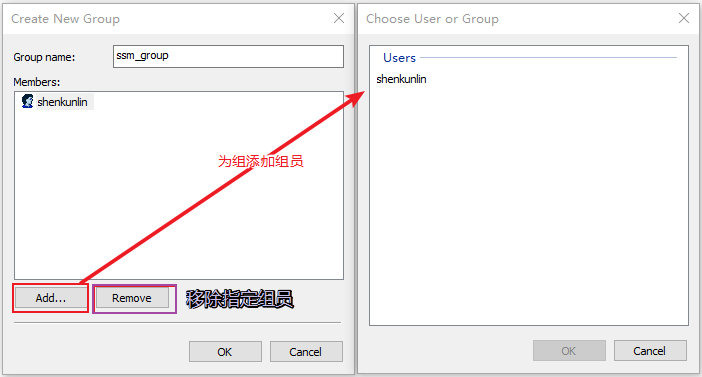 Create New Group
Group name:
ssm_group
Members:
shenkunlin
为组添加组员
Add...
Remove
移除指定组员
OK
Cancel
Choose User or Group
Users
shenkunlin
OK
Cancel